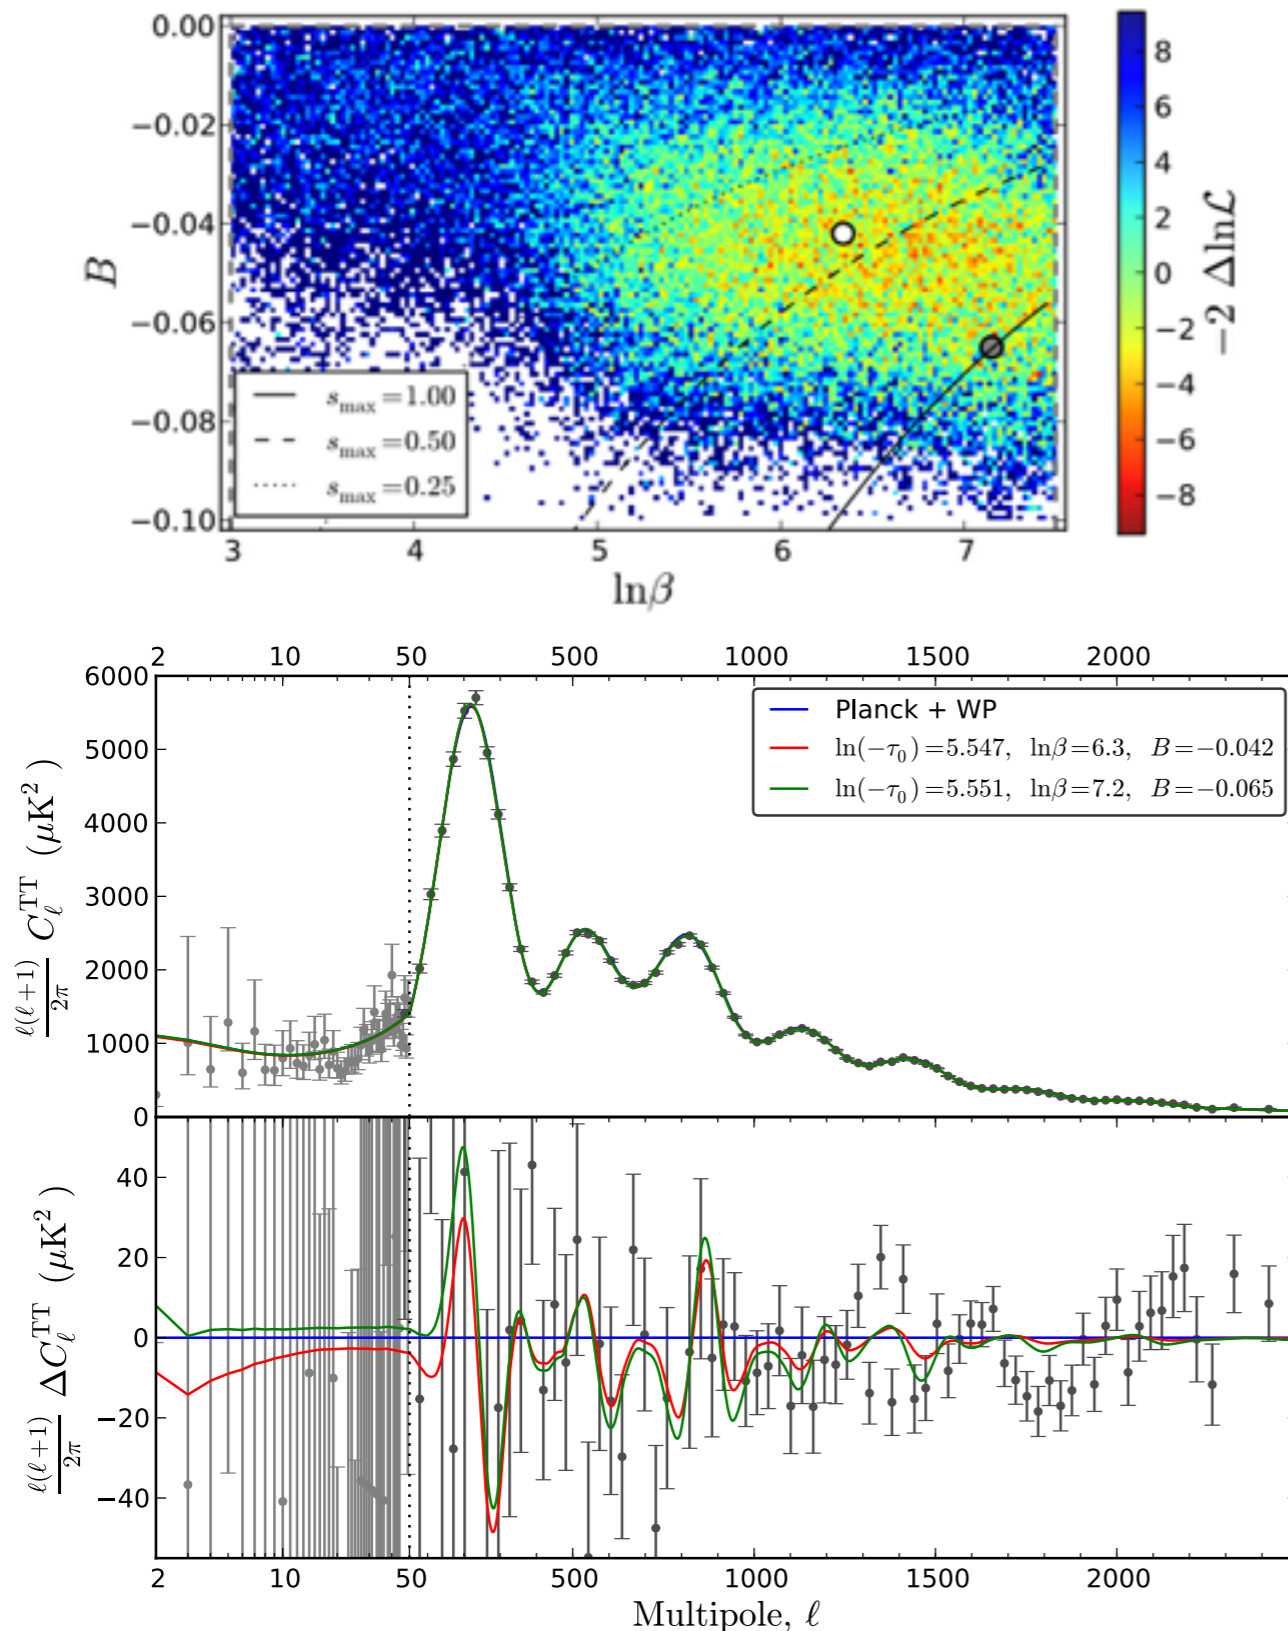 0.00
−0.02
−0.04
−0.06
−0.08
−0.10
B
s_max = 1.00
s_max = 0.50
s_max = 0.25
3 4 5 6 7
lnβ
8
6
4
2
0
−2
−4
−6
−8
−2 ΔlnℒL
2 10 50 500 1000 1500 2000
6000
5000
4000
3000
2000
1000
0
ℓ(ℓ+1)/2π C_ℓ^TT (μK²)
Planck + WP
ln(−τ₀) = 5.547, lnβ = 6.3, B = −0.042
ln(−τ₀) = 5.551, lnβ = 7.2, B = −0.065
40
20
0
−20
−40
ℓ(ℓ+1)/2π ΔC_ℓ^TT (μK²)
2 10 50 500 1000 1500 2000
Multipole, ℓ